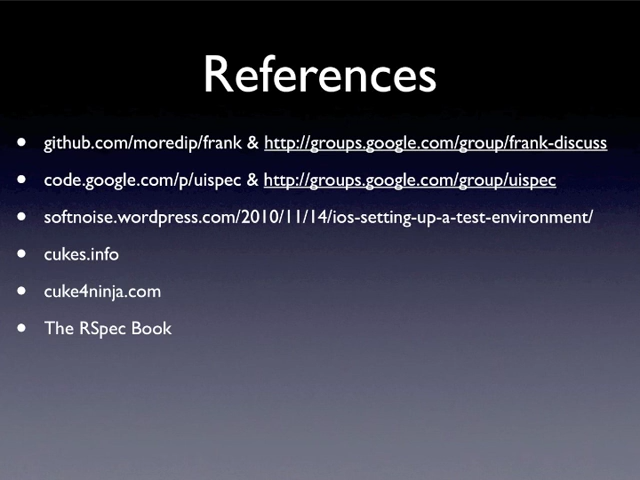 References
• github.com/moredip/frank & http://groups.google.com/group/frank-discuss
• code.google.com/p/uispec & http://groups.google.com/group/uispec
• softnoise.wordpress.com/2010/11/14/ios-setting-up-a-test-environment/
• cukes.info
• cuke4ninja.com
• The RSpec Book